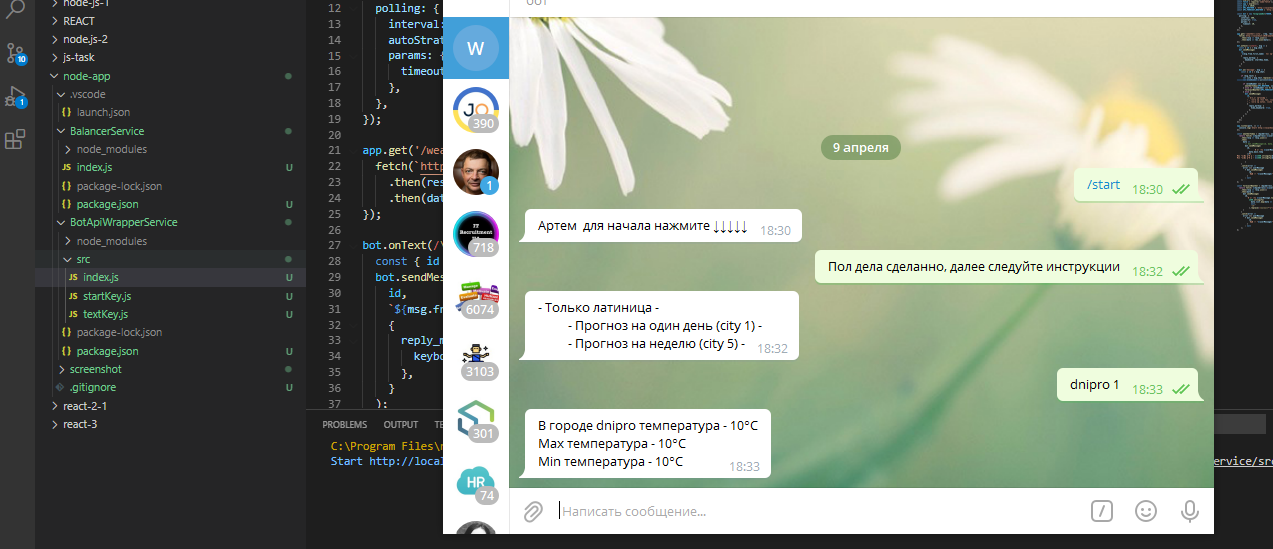 node-js-1
REACT
node.js-2
js-task
node-app
.vscode
launch.json
BalancerService
node_modules
index.js U
package-lock.json
package.json U
BotApiWrapperService
node_modules
src
index.js U
startKey.js U
textKey.js U
package-lock.json
package.json U
screenshot
.gitignore U
react-2-1
react-3
10
1
12 polling: {
13 interval:
14 autoStrat
15 params: {
16 timeout
17 },
18 },
19 });
20
21 app.get('/wea
22 fetch(`http
23 .then(res
24 .then(dat
25 });
26
27 bot.onText(/\
28 const { id
29 bot.sendMes
30 id,
31 `${msg.fr
32 {
33 reply_m
34 keybo
35 },
36 }
37 );
PROBLEMS OUTPUT TE
C:\Program Files\n
Start http://local
ervice/src
W
JO
390
1
IT
Recruitment
718
6074
3103
301
HR
74
9 апреля
/start 18:30
Артем для начала нажмите ↓↓↓↓↓ 18:30
Пол дела сделанно, далее следуйте инструкции 18:32
- Только латиница -
- Прогноз на один день (city 1) -
- Прогноз на неделю (city 5) - 18:32
dnipro 1 18:33
В городе dnipro температура - 10°C
Max температура - 10°C
Min температура - 10°C 18:33
Написать сообщение...